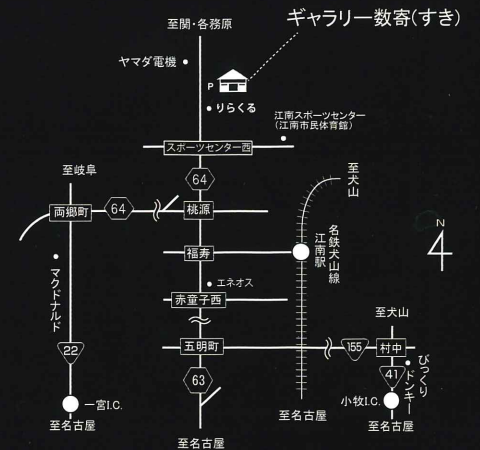 至関・各務原
ギャラリー数寄(すき)
ヤマダ電機
P
りらくる
江南スポーツセンター
(江南市民体育館)
スポーツセンター西
至岐阜
64
至犬山
両郷町
64
桃源
N
名鉄犬山線
江南駅
福寿
マクドナルド
エネオス
赤童子西
至犬山
22
五明町
155
村中
63
41
びっくり
ドンキー
一宮I.C.
小牧I.C.
至名古屋
至名古屋
至名古屋
至名古屋